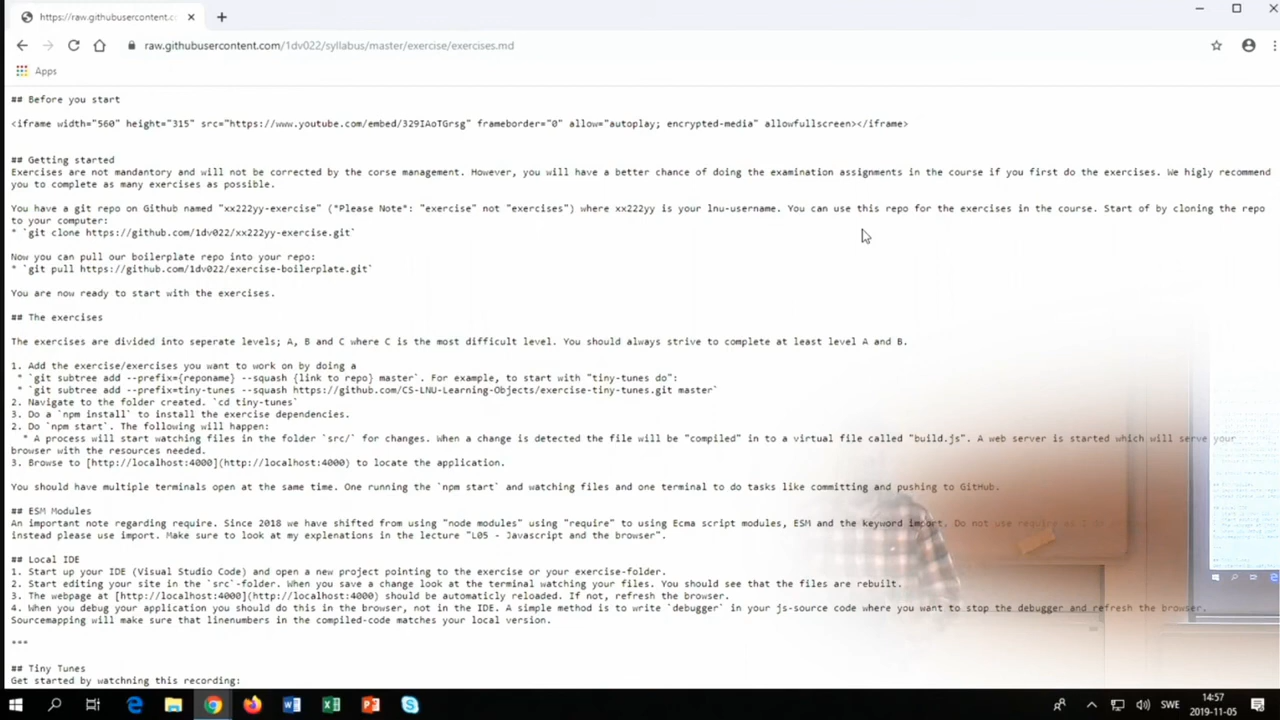 https://raw.githubusercontent.c
raw.githubusercontent.com/1dv022/syllabus/master/exercise/exercises.md
Apps
## Before you start
<iframe width="560" height="315" src="https://www.youtube.com/embed/329IAoTGrsg" frameborder="0" allow="autoplay; encrypted-media" allowfullscreen></iframe>
## Getting started
Exercises are not mandantory and will not be corrected by the corse management. However, you will have a better chance of doing the examination assignments in the course if you first do the exercises. We higly recommend
you to complete as many exercises as possible.
You have a git repo on Github named "xx222yy-exercise" (*Please Note*: "exercise" not "exercises") where xx222yy is your lnu-username. You can use this repo for the exercises in the course. Start of by cloning the repo
to your computer:
* `git clone https://github.com/1dv022/xx222yy-exercise.git`
Now you can pull our boilerplate repo into your repo:
* `git pull https://github.com/1dv022/exercise-boilerplate.git`
You are now ready to start with the exercises.
## The exercises
The exercises are divided into seperate levels; A, B and C where C is the most difficult level. You should always strive to complete at least level A and B.
1. Add the exercise/exercises you want to work on by doing a
* `git subtree add --prefix={reponame} --squash {link to repo} master`. For example, to start with "tiny-tunes do":
* `git subtree add --prefix=tiny-tunes --squash https://github.com/CS-LNU-Learning-Objects/exercise-tiny-tunes.git master`
2. Navigate to the folder created. `cd tiny-tunes`
3. Do a `npm install` to install the exercise dependencies.
2. Do `npm start`. The following will happen:
* A process will start watching files in the folder `src/` for changes. When a change is detected the file will be "compiled" in to a virtual file called "build.js". A web server is started which will serve your
browser with the resources needed.
3. Browse to [http://localhost:4000](http://localhost:4000) to locate the application.
You should have multiple terminals open at the same time. One running the `npm start` and watching files and one terminal to do tasks like committing and pushing to GitHub.
## ESM Modules
An important note regarding require. Since 2018 we have shifted from using "node modules" using "require" to using Ecma script modules, ESM and the keyword import. Do not use require
instead please use import. Make sure to look at my explenations in the lecture "L05 - Javascript and the browser".
## Local IDE
1. Start up your IDE (Visual Studio Code) and open a new project pointing to the exercise or your exercise-folder.
2. Start editing your site in the `src`-folder. When you save a change look at the terminal watching your files. You should see that the files are rebuilt.
3. The webpage at [http://localhost:4000](http://localhost:4000) should be automaticly reloaded. If not, refresh the browser.
4. When you debug your application you should do this in the browser, not in the IDE. A simple method is to write `debugger` in your js-source code where you want to stop the debugger and refresh the browser.
Sourcemapping will make sure that linenumbers in the compiled-code matches your local version.
***
## Tiny Tunes
Get started by watchning this recording:
SWE
14:57
2019-11-05